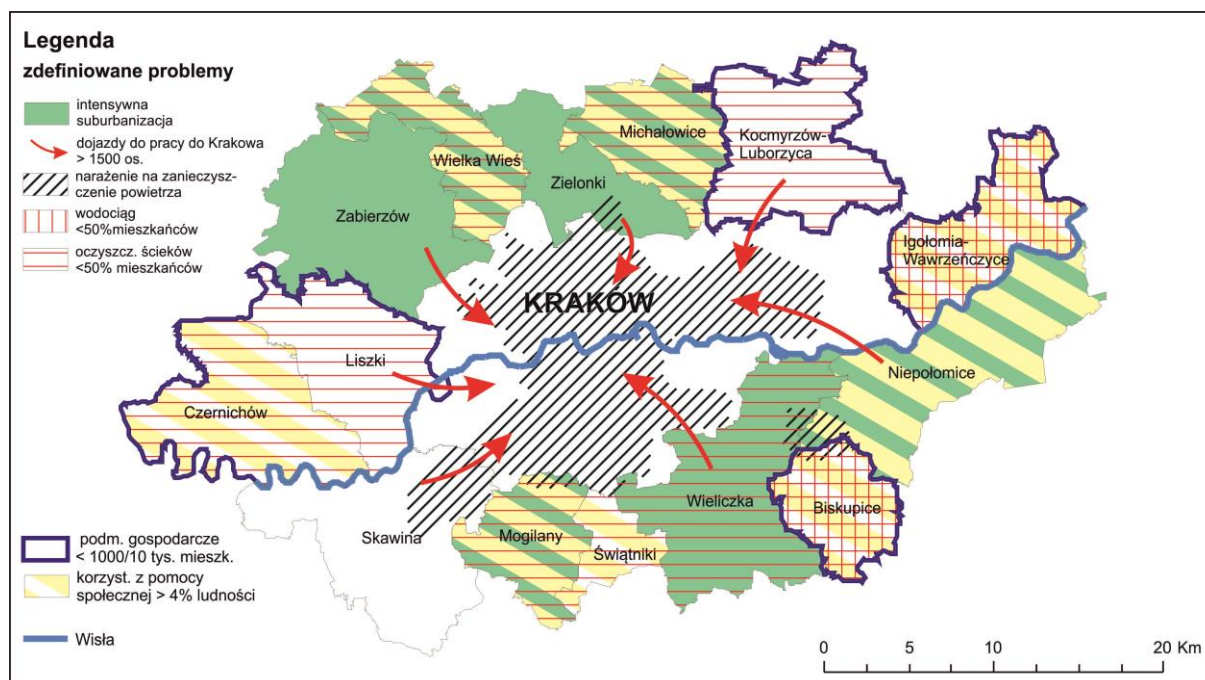 Legenda
zdefiniowane problemy
intensywna
suburbanizacja
dojazdy do pracy do Krakowa
> 1500 os.
narażenie na zanieczysz-
czenie powietrza
wodociąg
<50%mieszkańców
oczyszcz. ścieków
<50% mieszkańców
Michałowice
Kocmyrzów-
Luborzyca
Wielka Wieś
Zielonki
Zabierzów
Igołomia-
Wawrzeńczyce
KRAKÓW
Liszki
Niepołomice
Czernichów
Wieliczka
Biskupice
Skawina
Mogilany
Świątniki
podm. gospodarcze
< 1000/10 tys. mieszk.
korzyst. z pomocy
społecznej > 4% ludności
Wisła
0 5 10 20 Km